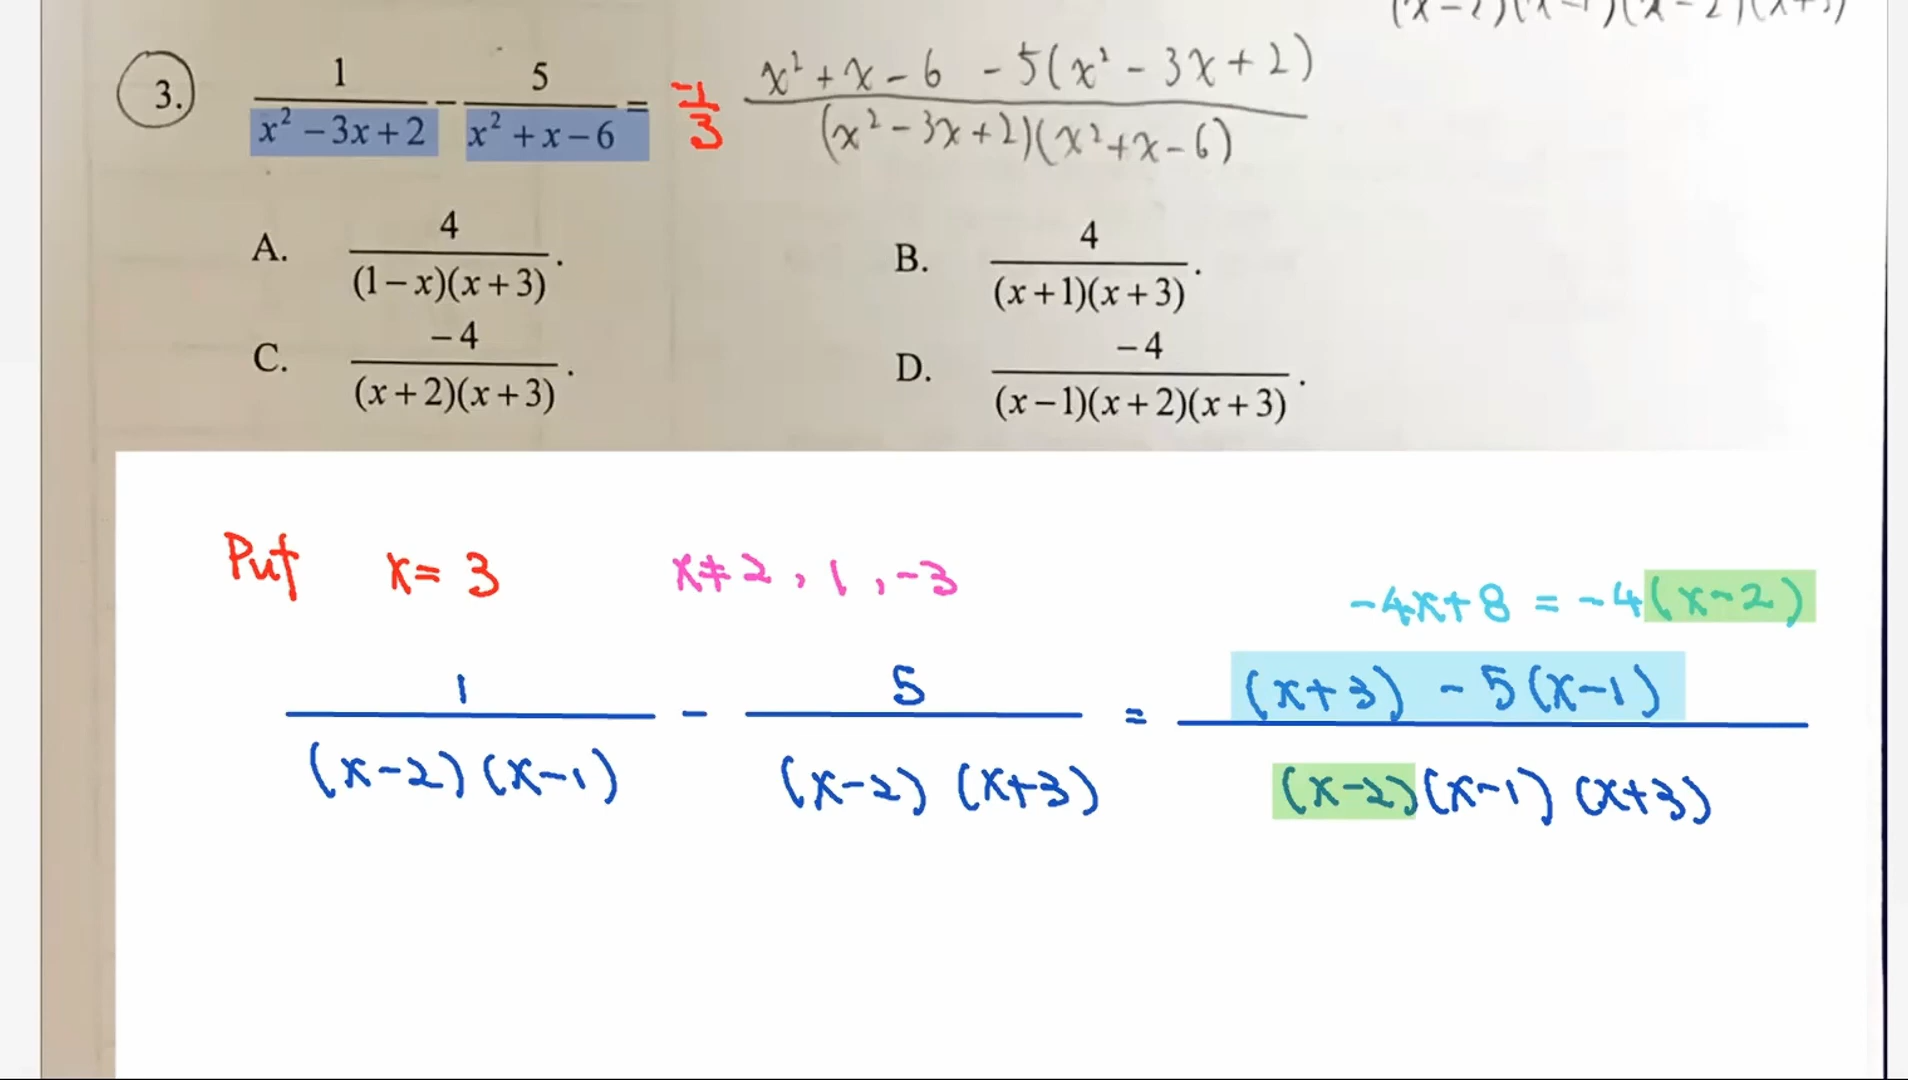 (x-2)(x-1)(x-2)(x+3)
3. 1/(x² − 3x + 2) − 5/(x² + x − 6) = -1/3 (x² + x - 6 - 5(x² - 3x + 2))/((x² - 3x + 2)(x² + x - 6))
A. 4/((1 − x)(x + 3)). B. 4/((x + 1)(x + 3)).
C. −4/((x + 2)(x + 3)). D. −4/((x − 1)(x + 2)(x + 3)).
Put x = 3 x ≠ 2, 1, -3
-4x+8 = -4(x-2)
1/((x-2)(x-1)) - 5/((x-2)(x+3)) = ((x+3) - 5(x-1))/((x-2)(x-1)(x+3))